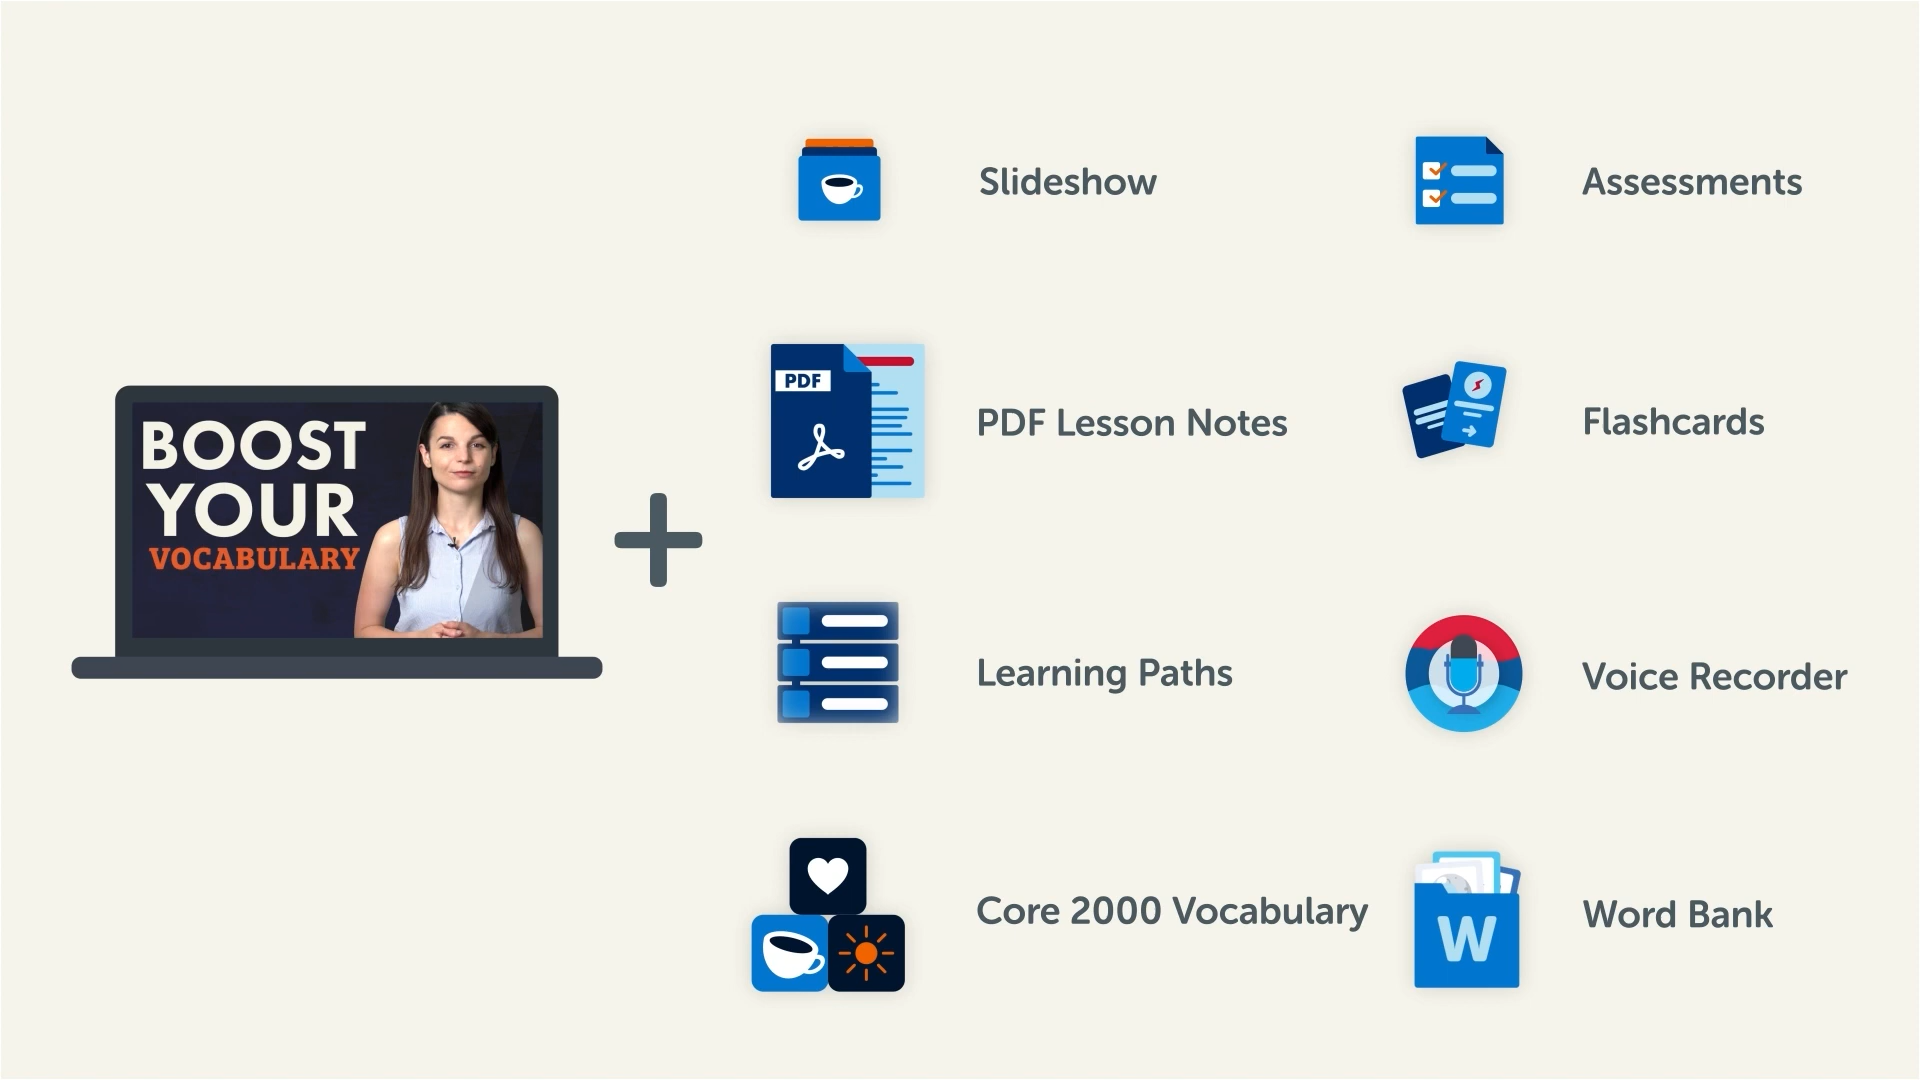 BOOST
YOUR
VOCABULARY
Slideshow
Assessments
PDF
PDF Lesson Notes
Flashcards
Learning Paths
Voice Recorder
Core 2000 Vocabulary
W
Word Bank